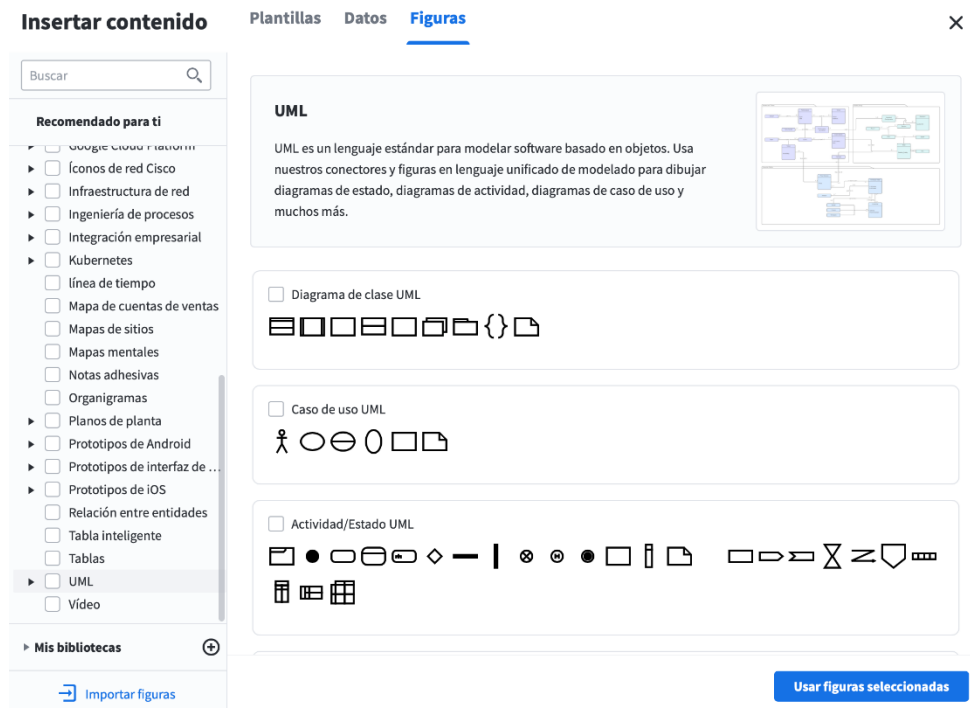 Insertar contenido
Plantillas
Datos
Figuras
Buscar
Recomendado para ti
Google Cloud Platform
Íconos de red Cisco
Infraestructura de red
Ingeniería de procesos
Integración empresarial
Kubernetes
línea de tiempo
Mapa de cuentas de ventas
Mapas de sitios
Mapas mentales
Notas adhesivas
Organigramas
Planos de planta
Prototipos de Android
Prototipos de interfaz de ...
Prototipos de iOS
Relación entre entidades
Tabla inteligente
Tablas
UML
Vídeo
Mis bibliotecas
Importar figuras
UML
UML es un lenguaje estándar para modelar software basado en objetos. Usa
nuestros conectores y figuras en lenguaje unificado de modelado para dibujar
diagramas de estado, diagramas de actividad, diagramas de caso de uso y
muchos más.
Diagrama de clase UML
Caso de uso UML
Actividad/Estado UML
Usar figuras seleccionadas